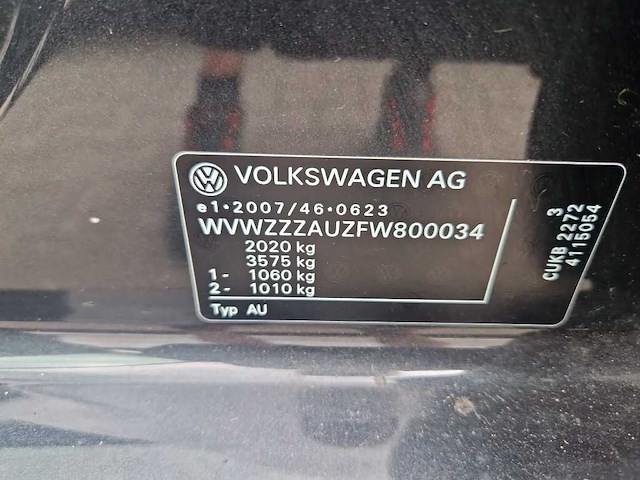 VOLKSWAGEN AG
e1*2007/46*0623
WVWZZZAUZFW800034
2020 kg
3575 kg
1- 1060 kg
2- 1010 kg
Typ AU
3
CUKB 2272
4115054